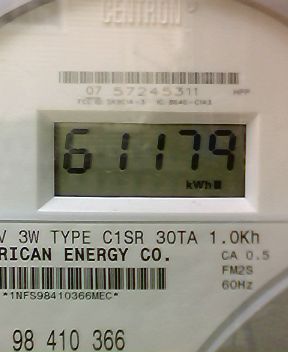 CENTRON
07 57245311 HPP
61179
kWh
V 3W TYPE C1SR 30TA 1.0Kh
RICAN ENERGY CO. CA 0.5
FM2S
*1NFS98410366MEC* 60Hz
98 410 366